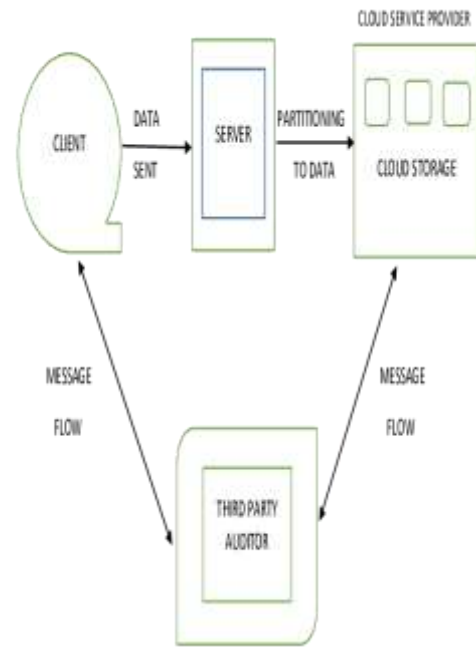 CLOUD SERVICE PROVIDER
CLIENT
DATA
SENT
SERVER
PARTITIONING
TO DATA
CLOUD STORAGE
MESSAGE
FLOW
MESSAGE
FLOW
THIRD PARTY
AUDITOR